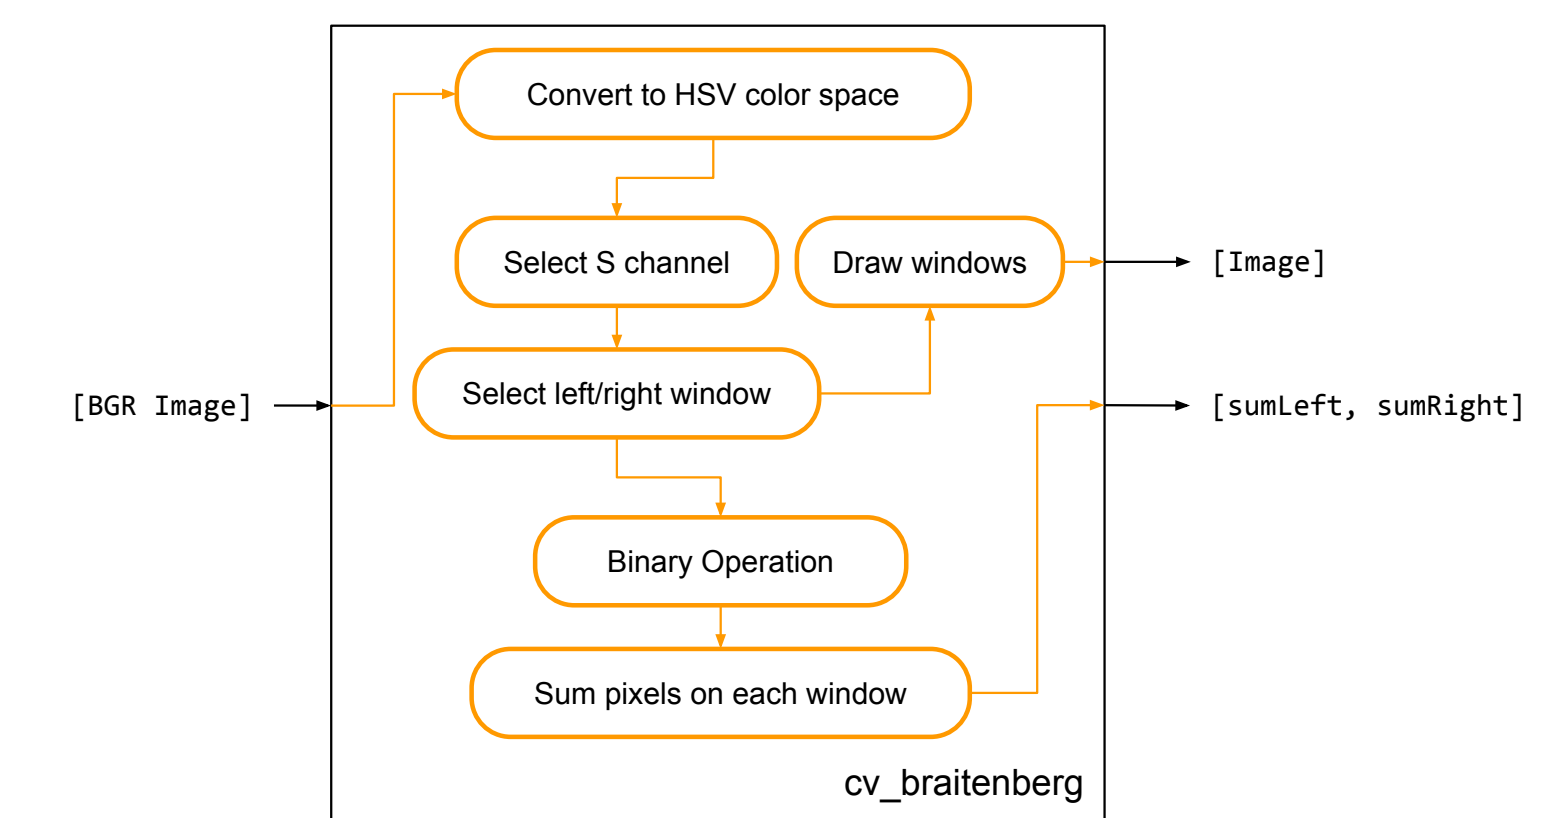 Convert to HSV color space
Select S channel
Draw windows
[Image]
Select left/right window
[BGR Image]
[sumLeft, sumRight]
Binary Operation
Sum pixels on each window
cv_braitenberg